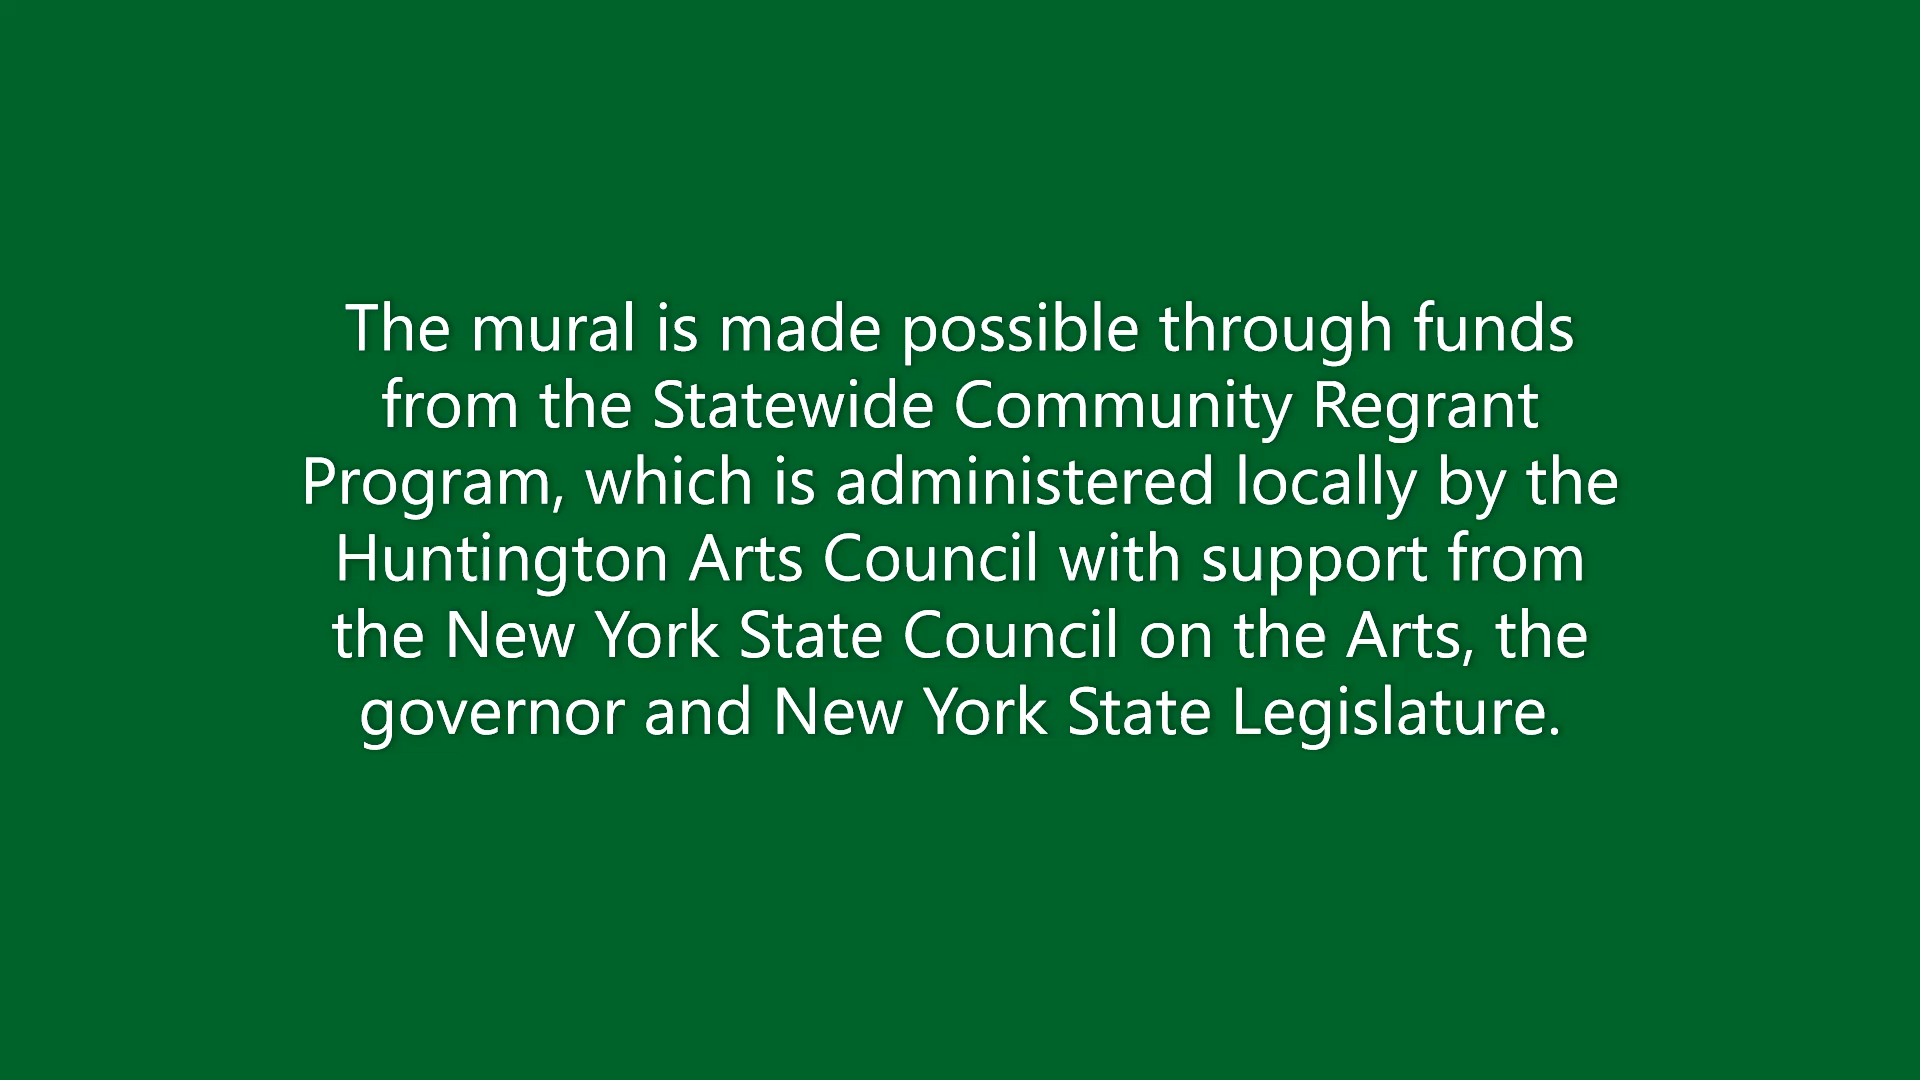 The mural is made possible through funds
from the Statewide Community Regrant
Program, which is administered locally by the
Huntington Arts Council with support from
the New York State Council on the Arts, the
governor and New York State Legislature.